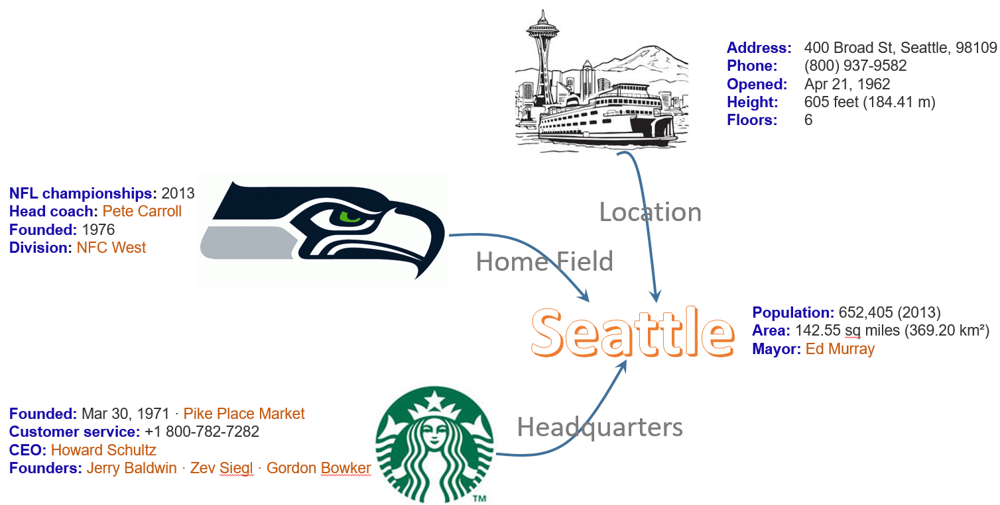 Address: 400 Broad St, Seattle, 98109
Phone: (800) 937-9582
Opened: Apr 21, 1962
Height: 605 feet (184.41 m)
Floors: 6
NFL championships: 2013
Head coach: Pete Carroll
Founded: 1976
Division: NFC West
Location
Home Field
Seattle
Population: 652,405 (2013)
Area: 142.55 sq miles (369.20 km²)
Mayor: Ed Murray
Founded: Mar 30, 1971 · Pike Place Market
Customer service: +1 800-782-7282
CEO: Howard Schultz
Founders: Jerry Baldwin · Zev Siegl · Gordon Bowker
Headquarters
TM